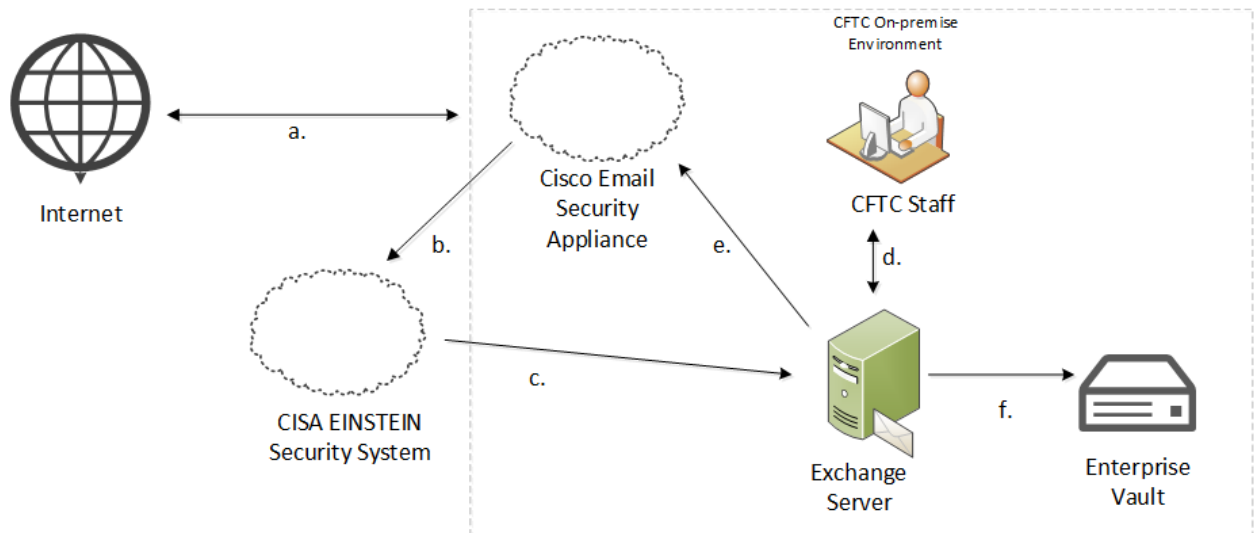 CFTC On-premise
Environment
a.
Internet
Cisco Email
Security
Appliance
CFTC Staff
b.
e.
d.
c.
CISA EINSTEIN
Security System
f.
Exchange
Server
Enterprise
Vault